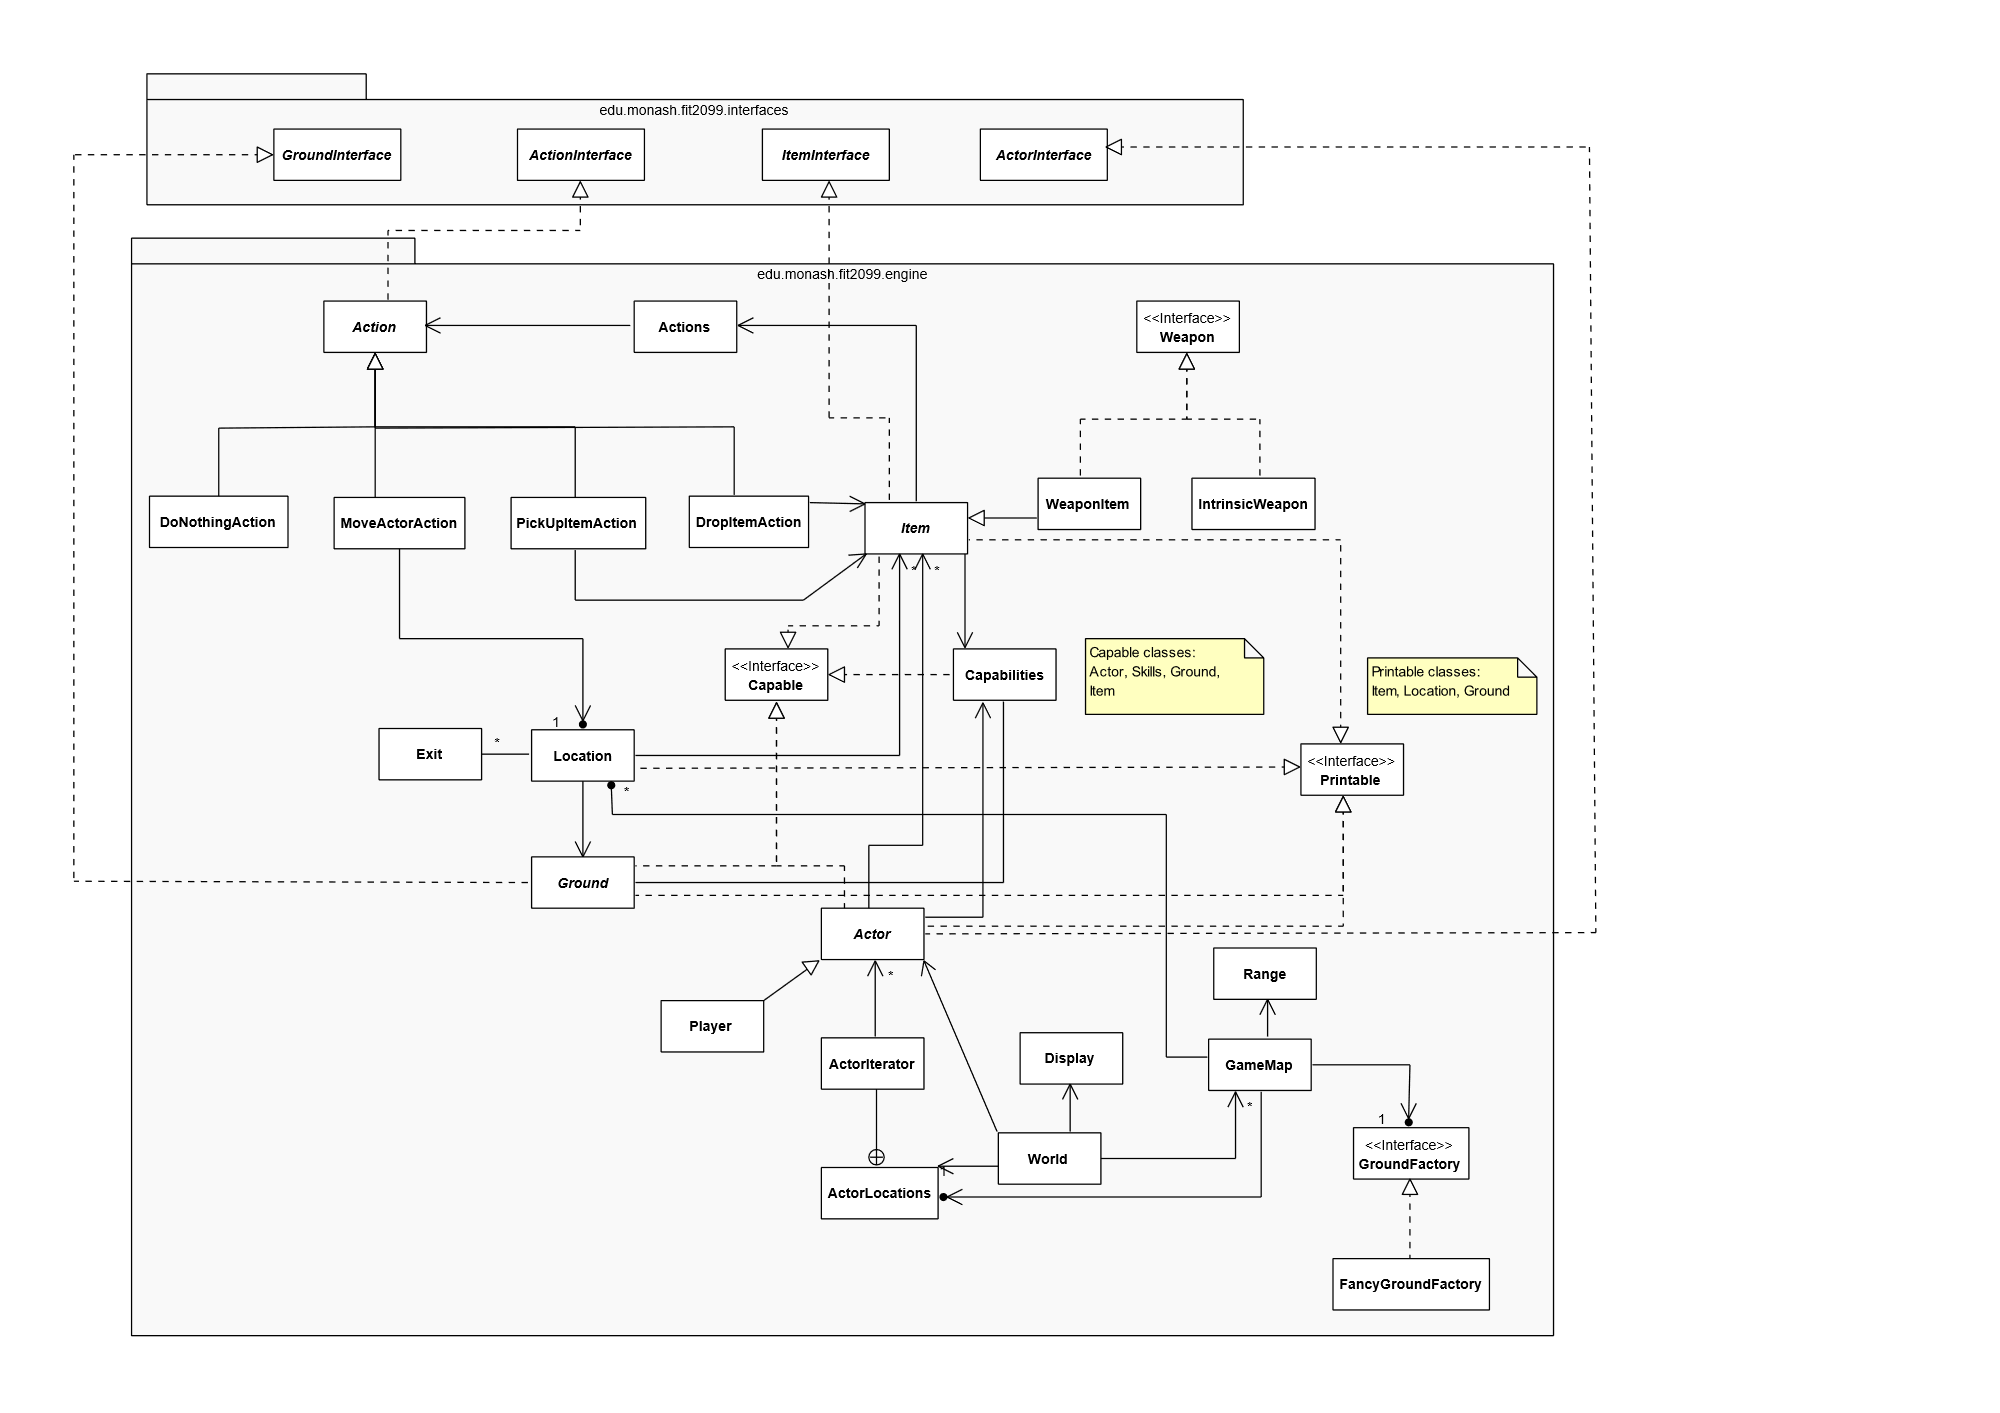 edu.monash.fit2099.interfaces
GroundInterface
ActionInterface
ItemInterface
ActorInterface
edu.monash.fit2099.engine
Action
Actions
<<Interface>>
Weapon
DoNothingAction
MoveActorAction
PickUpItemAction
DropItemAction
Item
WeaponItem
IntrinsicWeapon
*
*
<<Interface>>
Capable
Capabilities
Capable classes:
Actor, Skills, Ground,
Item
Printable classes:
Item, Location, Ground
1
*
Exit
Location
<<Interface>>
Printable
*
Ground
Actor
*
Range
Player
ActorIterator
Display
GameMap
*
1
World
<<Interface>>
GroundFactory
1
ActorLocations
FancyGroundFactory